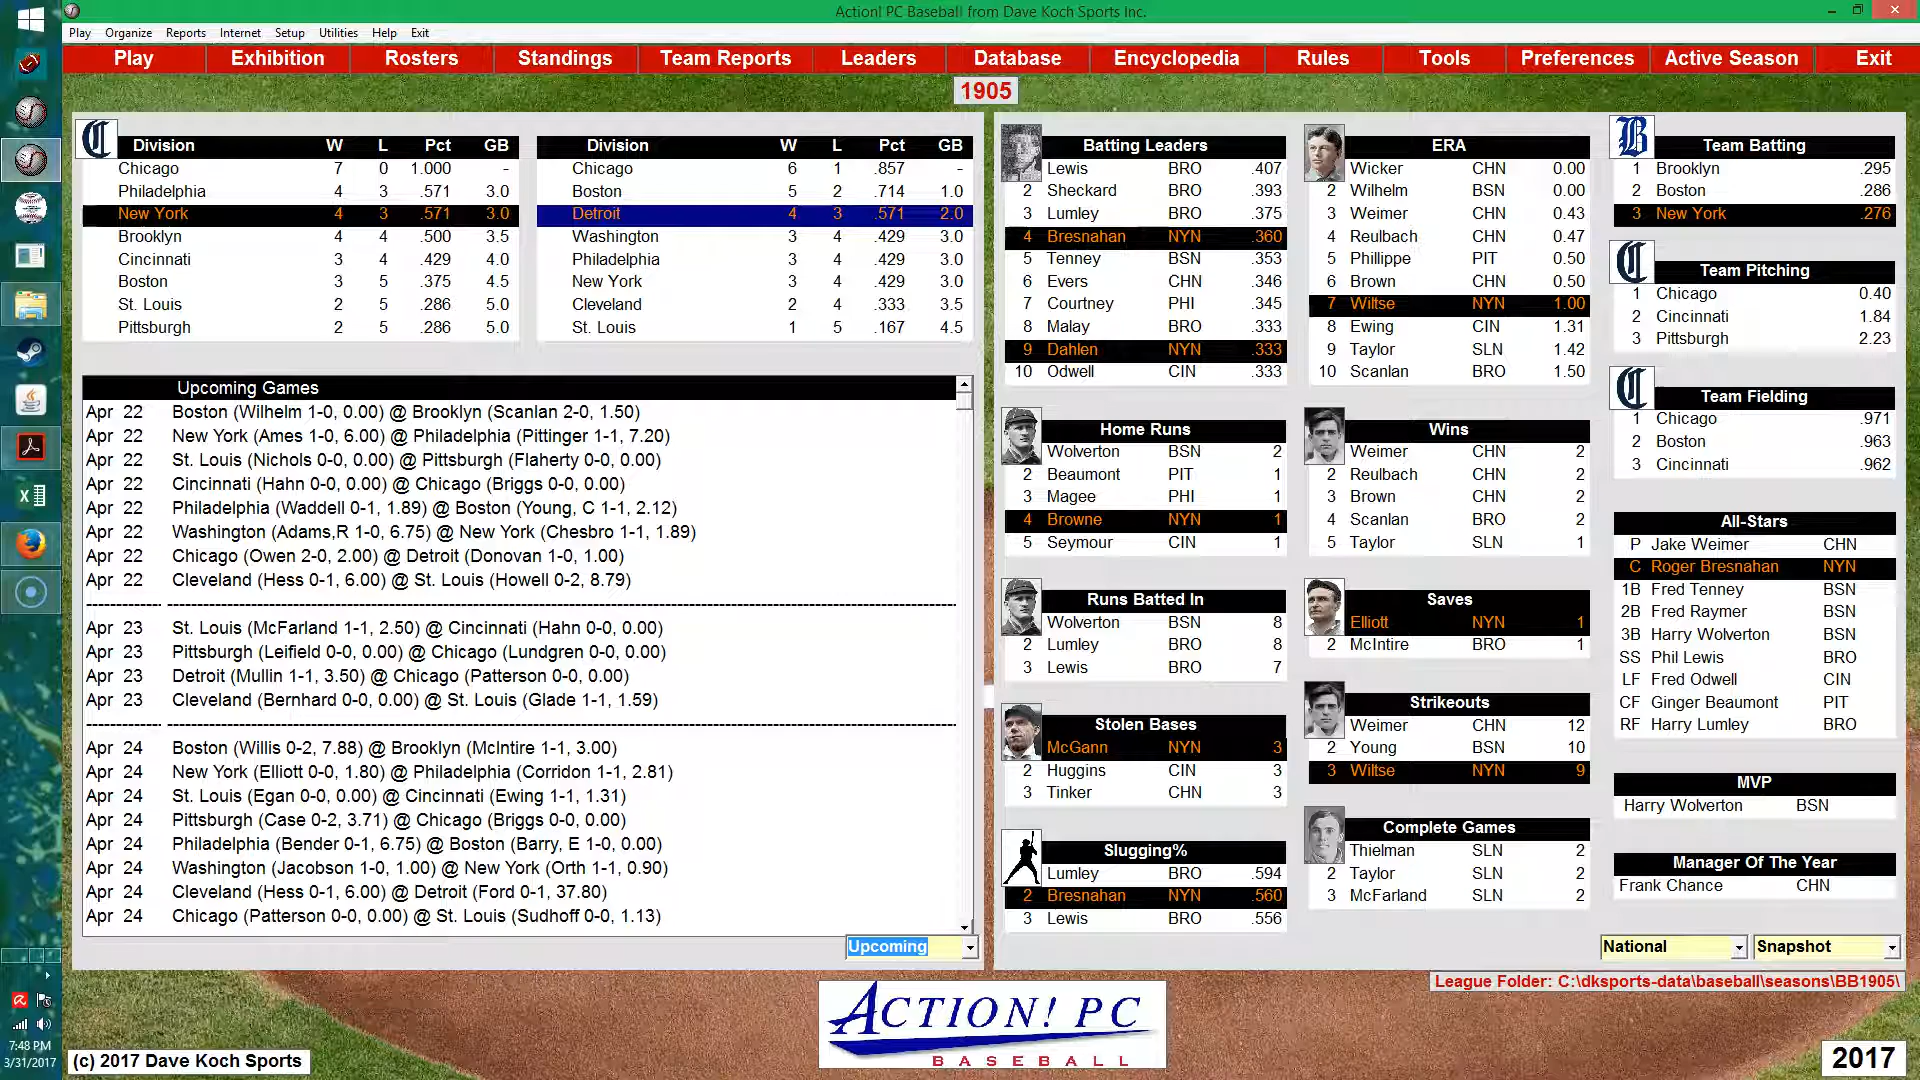 Action! PC Baseball from Dave Koch Sports Inc.
Play Organize Reports Internet Setup Utilities Help Exit
Play Exhibition Rosters Standings Team Reports Leaders Database Encyclopedia Rules Tools Preferences Active Season Exit
1905
Division W L Pct GB
Chicago 7 0 1.000 -
Philadelphia 4 3 .571 3.0
New York 4 3 .571 3.0
Brooklyn 4 4 .500 3.5
Cincinnati 3 4 .429 4.0
Boston 3 5 .375 4.5
St. Louis 2 5 .286 5.0
Pittsburgh 2 5 .286 5.0
Division W L Pct GB
Chicago 6 1 .857 -
Boston 5 2 .714 1.0
Detroit 4 3 .571 2.0
Washington 3 4 .429 3.0
Philadelphia 3 4 .429 3.0
New York 3 4 .429 3.0
Cleveland 2 4 .333 3.5
St. Louis 1 5 .167 4.5
Upcoming Games
Apr 22 Boston (Wilhelm 1-0, 0.00) @ Brooklyn (Scanlan 2-0, 1.50)
Apr 22 New York (Ames 1-0, 6.00) @ Philadelphia (Pittinger 1-1, 7.20)
Apr 22 St. Louis (Nichols 0-0, 0.00) @ Pittsburgh (Flaherty 0-0, 0.00)
Apr 22 Cincinnati (Hahn 0-0, 0.00) @ Chicago (Briggs 0-0, 0.00)
Apr 22 Philadelphia (Waddell 0-1, 1.89) @ Boston (Young, C 1-1, 2.12)
Apr 22 Washington (Adams,R 1-0, 6.75) @ New York (Chesbro 1-1, 1.89)
Apr 22 Chicago (Owen 2-0, 2.00) @ Detroit (Donovan 1-0, 1.00)
Apr 22 Cleveland (Hess 0-1, 6.00) @ St. Louis (Howell 0-2, 8.79)
Apr 23 St. Louis (McFarland 1-1, 2.50) @ Cincinnati (Hahn 0-0, 0.00)
Apr 23 Pittsburgh (Leifield 0-0, 0.00) @ Chicago (Lundgren 0-0, 0.00)
Apr 23 Detroit (Mullin 1-1, 3.50) @ Chicago (Patterson 0-0, 0.00)
Apr 23 Cleveland (Bernhard 0-0, 0.00) @ St. Louis (Glade 1-1, 1.59)
Apr 24 Boston (Willis 0-2, 7.88) @ Brooklyn (McIntire 1-1, 3.00)
Apr 24 New York (Elliott 0-0, 1.80) @ Philadelphia (Corridon 1-1, 2.81)
Apr 24 St. Louis (Egan 0-0, 0.00) @ Cincinnati (Ewing 1-1, 1.31)
Apr 24 Pittsburgh (Case 0-2, 3.71) @ Chicago (Briggs 0-0, 0.00)
Apr 24 Philadelphia (Bender 0-1, 6.75) @ Boston (Barry, E 1-0, 0.00)
Apr 24 Washington (Jacobson 1-0, 1.00) @ New York (Orth 1-1, 0.90)
Apr 24 Cleveland (Hess 0-1, 6.00) @ Detroit (Ford 0-1, 37.80)
Apr 24 Chicago (Patterson 0-0, 0.00) @ St. Louis (Sudhoff 0-0, 1.13)
Upcoming
Batting Leaders
Lewis BRO .407
2 Sheckard BRO .393
3 Lumley BRO .375
4 Bresnahan NYN .360
5 Tenney BSN .353
6 Evers CHN .346
7 Courtney PHI .345
8 Malay BRO .333
9 Dahlen NYN .333
10 Odwell CIN .333
Home Runs
Wolverton BSN 2
2 Beaumont PIT 1
3 Magee PHI 1
4 Browne NYN 1
5 Seymour CIN 1
Runs Batted In
Wolverton BSN 8
2 Lumley BRO 8
3 Lewis BRO 7
Stolen Bases
McGann NYN 3
2 Huggins CIN 3
3 Tinker CHN 3
Slugging%
Lumley BRO .594
2 Bresnahan NYN .560
3 Lewis BRO .556
ERA
Wicker CHN 0.00
2 Wilhelm BSN 0.00
3 Weimer CHN 0.43
4 Reulbach CHN 0.47
5 Phillippe PIT 0.50
6 Brown CHN 0.50
7 Wiltse NYN 1.00
8 Ewing CIN 1.31
9 Taylor SLN 1.42
10 Scanlan BRO 1.50
Wins
Weimer CHN 2
2 Reulbach CHN 2
3 Brown CHN 2
4 Scanlan BRO 2
5 Taylor SLN 1
Saves
Elliott NYN 1
2 McIntire BRO 1
Strikeouts
Weimer CHN 12
2 Young BSN 10
3 Wiltse NYN 9
Complete Games
Thielman SLN 2
2 Taylor SLN 2
3 McFarland SLN 2
Team Batting
1 Brooklyn .295
2 Boston .286
3 New York .276
Team Pitching
1 Chicago 0.40
2 Cincinnati 1.84
3 Pittsburgh 2.23
Team Fielding
1 Chicago .971
2 Boston .963
3 Cincinnati .962
All-Stars
P Jake Weimer CHN
C Roger Bresnahan NYN
1B Fred Tenney BSN
2B Fred Raymer BSN
3B Harry Wolverton BSN
SS Phil Lewis BRO
LF Fred Odwell CIN
CF Ginger Beaumont PIT
RF Harry Lumley BRO
MVP
Harry Wolverton BSN
Manager Of The Year
Frank Chance CHN
National Snapshot
League Folder: C:\dksports-data\baseball\seasons\BB1905\
ACTION! PC
BASEBALL
7:48 PM
3/31/2017
(c) 2017 Dave Koch Sports
2017